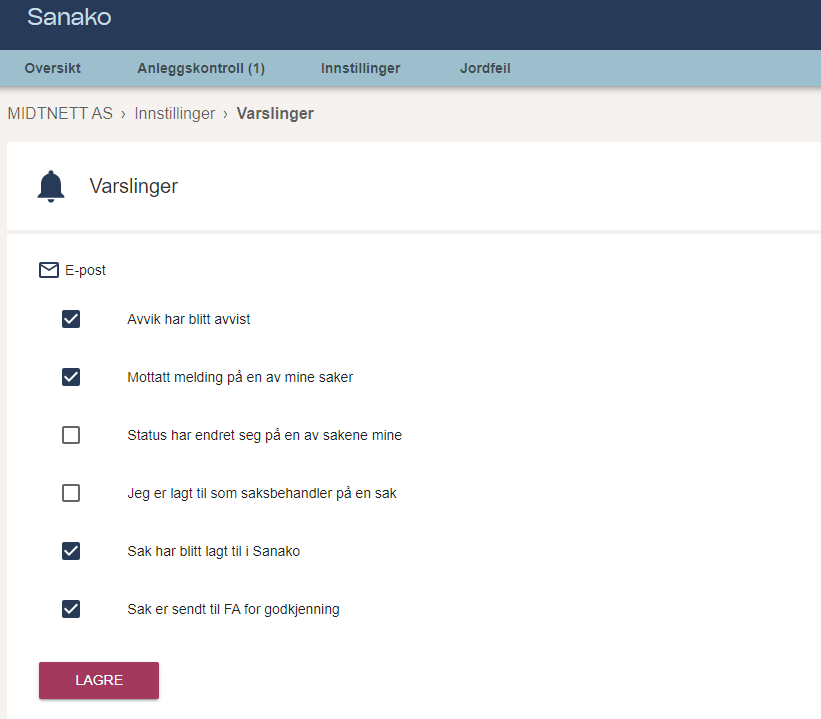 Sanako
Oversikt Anleggskontroll (1) Innstillinger Jordfeil
MIDTNETT AS › Innstillinger › Varslinger
Varslinger
E-post
Avvik har blitt avvist
Mottatt melding på en av mine saker
Status har endret seg på en av sakene mine
Jeg er lagt til som saksbehandler på en sak
Sak har blitt lagt til i Sanako
Sak er sendt til FA for godkjenning
LAGRE